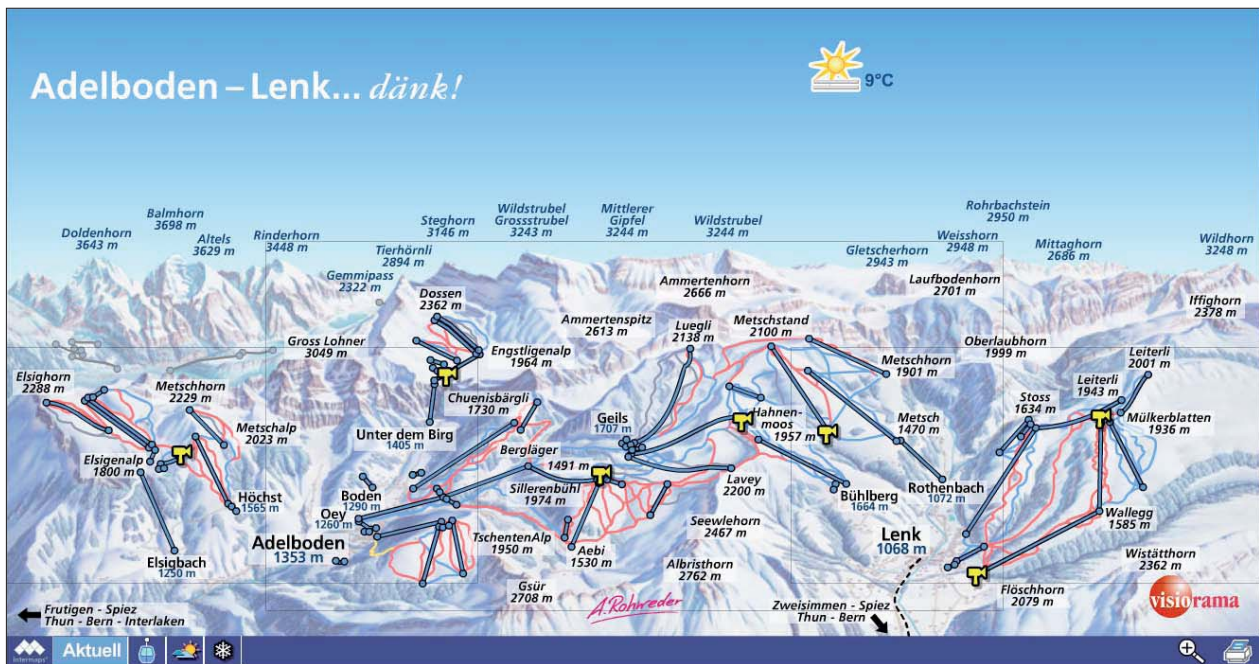 Adelboden – Lenk... dänk!
9°C
Doldenhorn
3643 m
Balmhorn
3698 m
Altels
3629 m
Rinderhorn
3448 m
Gemmipass
2322 m
Tierhörnli
2894 m
Steghorn
3146 m
Wildstrubel
Grossstrubel
3243 m
Mittlerer
Gipfel
3244 m
Wildstrubel
3244 m
Gletscherhorn
2943 m
Weisshorn
2948 m
Rohrbachstein
2950 m
Mittaghorn
2686 m
Wildhorn
3248 m
Dossen
2362 m
Ammertenhorn
2666 m
Laufbodenhorn
2701 m
Iffighorn
2378 m
Gross Lohner
3049 m
Ammertenspitz
2613 m
Luegli
2138 m
Metschstand
2100 m
Oberlaubhorn
1999 m
Engstligenalp
1964 m
Metschhorn
1901 m
Leiterli
2001 m
Elsighorn
2288 m
Metschhorn
2229 m
Chuenisbärgli
1730 m
Leiterli
1943 m
Stoss
1634 m
Geils
1707 m
Hahnen-
moos
1957 m
Metsch
1470 m
Mülkerblatten
1936 m
Metschalp
2023 m
Unter dem Birg
1405 m
Elsigenalp
1800 m
Bergläger
1491 m
Sillerenbühl
1974 m
Lavey
2200 m
Bühlberg
1664 m
Rothenbach
1072 m
Höchst
1565 m
Boden
1290 m
Oey
1260 m
Adelboden
1353 m
TschentenAlp
1950 m
Aebi
1530 m
Seewlehorn
2467 m
Lenk
1068 m
Wallegg
1585 m
Elsigbach
1250 m
Albristhorn
2762 m
Wistätthorn
2362 m
Gsür
2708 m
Flöschhorn
2079 m
A. Rohweder
visiorama
Frutigen - Spiez
Thun - Bern - Interlaken
Zweisimmen - Spiez
Thun - Bern
intermaps
Aktuell